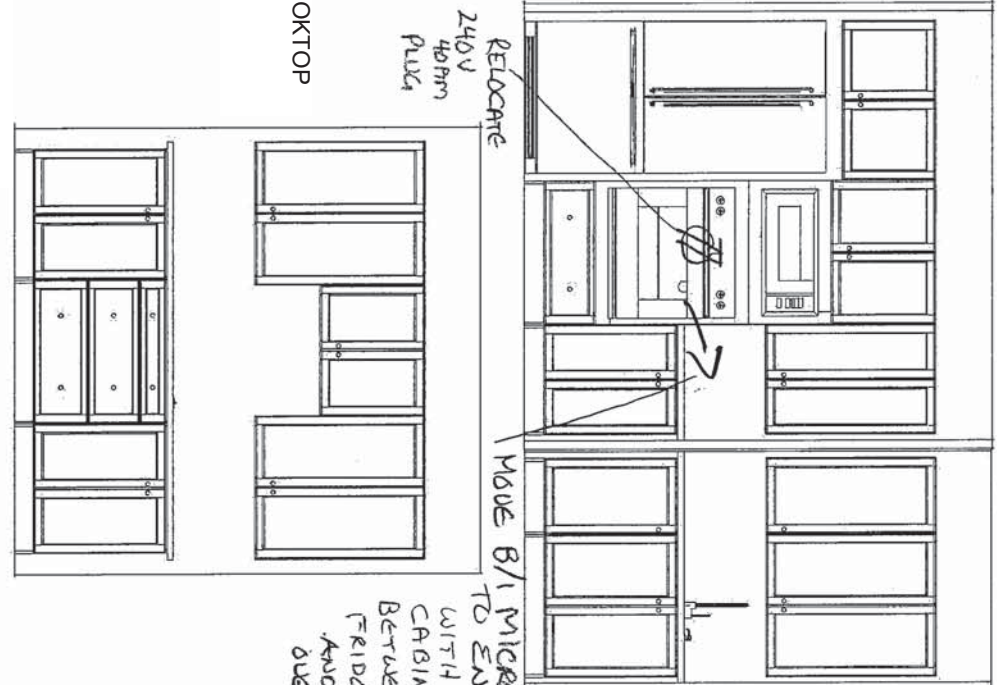 OKTOP
RELOCATE
240V
40AM
PLUG
MOVE B/I MICR
TO EN
WITH
CABIN
BETWE
FRIDG
AND
OVE